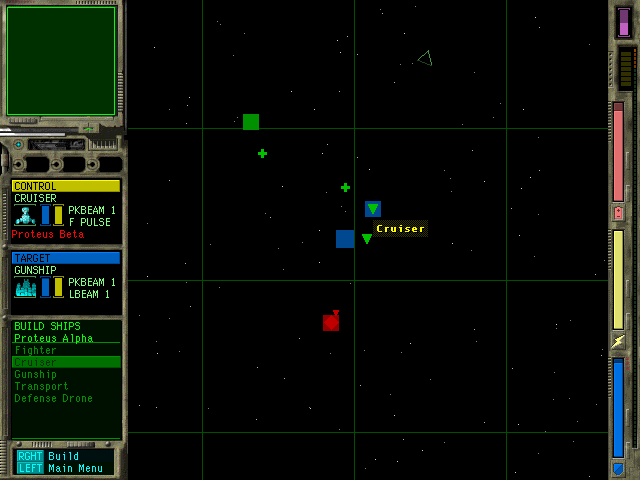 CONTROL
CRUISER
PKBEAM 1
F PULSE
Proteus Beta
TARGET
GUNSHIP
PKBEAM 1
LBEAM 1
BUILD SHIPS
Proteus Alpha
Fighter
Cruiser
Gunship
Transport
Defense Drone
RGHT Build
LEFT Main Menu
Cruiser